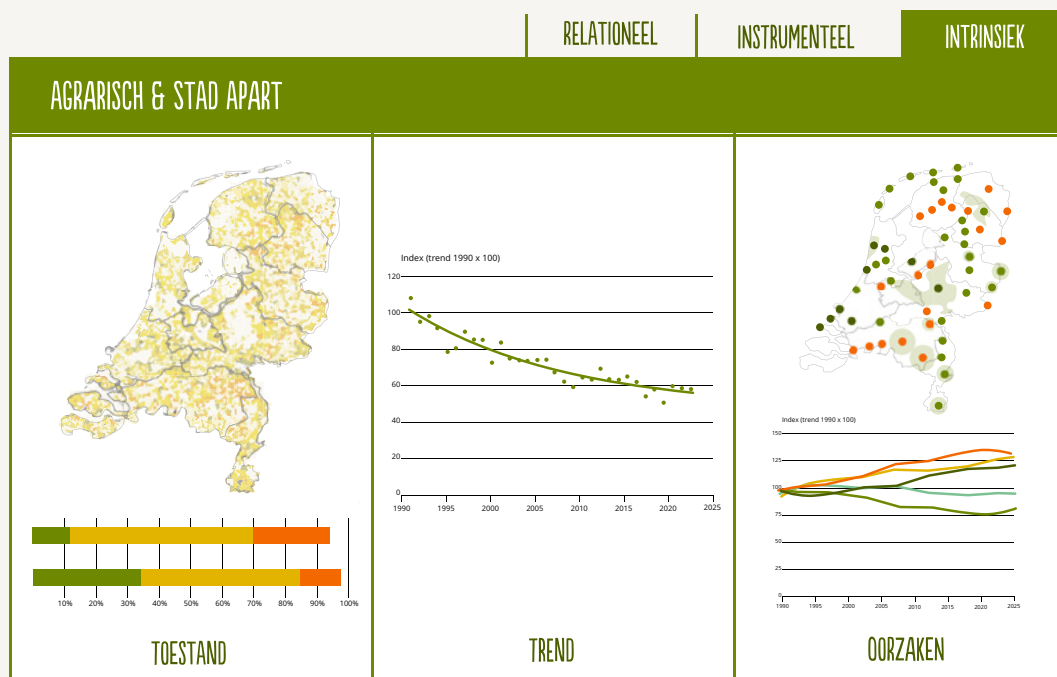 RELATIONEEL
INSTRUMENTEEL
INTRINSIEK
AGRARISCH & STAD APART
10% 20% 30% 40% 50% 60% 70% 80% 90% 100%
TOESTAND
Index (trend 1990 x 100)
120
100
80
60
40
20
0
1990 1995 2000 2005 2010 2015 2020 2025
TREND
Index (trend 1990 x 100)
150
125
100
75
50
25
0
1990 1995 2000 2005 2010 2015 2020 2025
OORZAKEN